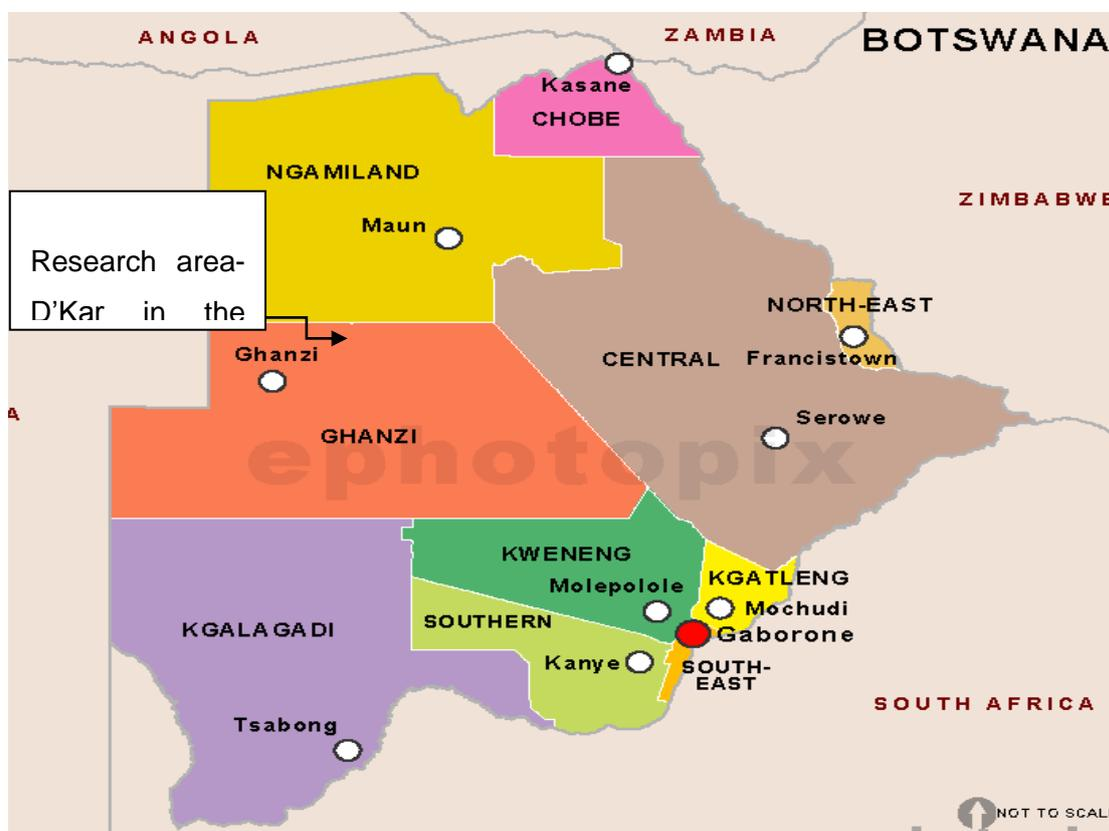 ANGOLA
ZAMBIA
BOTSWANA
Kasane
CHOBE
NGAMILAND
ZIMBABWE
Maun
Research area-
D'Kar in the
NORTH-EAST
Ghanzi
CENTRAL
Francistown
A
Serowe
GHANZI
ephotopix
KWENENG
KGATLENG
Molepolole
Mochudi
SOUTHERN
KGALAGADI
Gaborone
Kanye
SOUTH-
EAST
SOUTH AFRICA
Tsabong
NOT TO SCAL